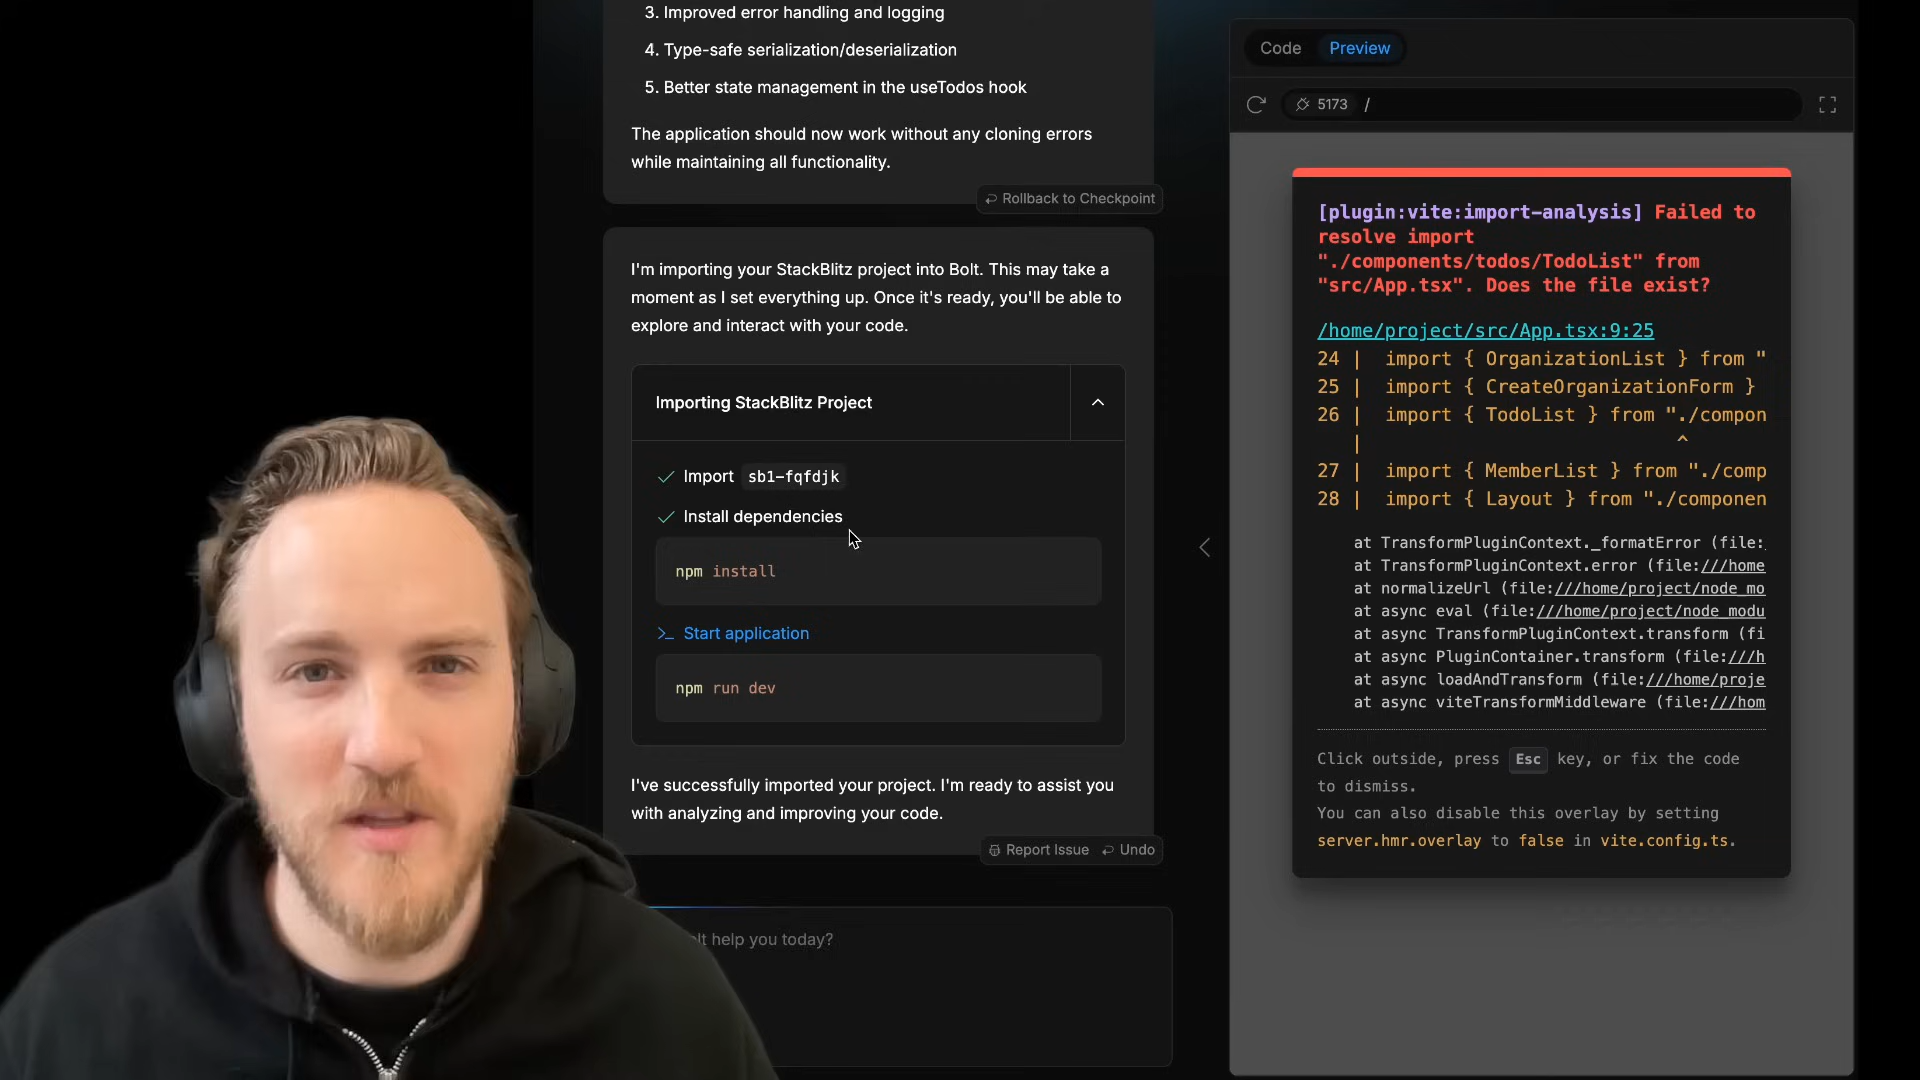 3. Improved error handling and logging
4. Type-safe serialization/deserialization
5. Better state management in the useTodos hook
The application should now work without any cloning errors
while maintaining all functionality.
Rollback to Checkpoint
I'm importing your StackBlitz project into Bolt. This may take a
moment as I set everything up. Once it's ready, you'll be able to
explore and interact with your code.
Importing StackBlitz Project
Import sb1-fqfdjk
Install dependencies
npm install
>_ Start application
npm run dev
I've successfully imported your project. I'm ready to assist you
with analyzing and improving your code.
Report Issue Undo
help you today?
Code Preview
5173 /
[plugin:vite:import-analysis] Failed to
resolve import
"./components/todos/TodoList" from
"src/App.tsx". Does the file exist?
/home/project/src/App.tsx:9:25
24 | import { OrganizationList } from "
25 | import { CreateOrganizationForm }
26 | import { TodoList } from "./compon
| ^
27 | import { MemberList } from "./comp
28 | import { Layout } from "./componen
at TransformPluginContext._formatError (file:
at TransformPluginContext.error (file:///home
at normalizeUrl (file:///home/project/node_mo
at async eval (file:///home/project/node_modu
at async TransformPluginContext.transform (fi
at async PluginContainer.transform (file:///h
at async loadAndTransform (file:///home/proje
at async viteTransformMiddleware (file:///hom
Click outside, press Esc key, or fix the code
to dismiss.
You can also disable this overlay by setting
server.hmr.overlay to false in vite.config.ts.